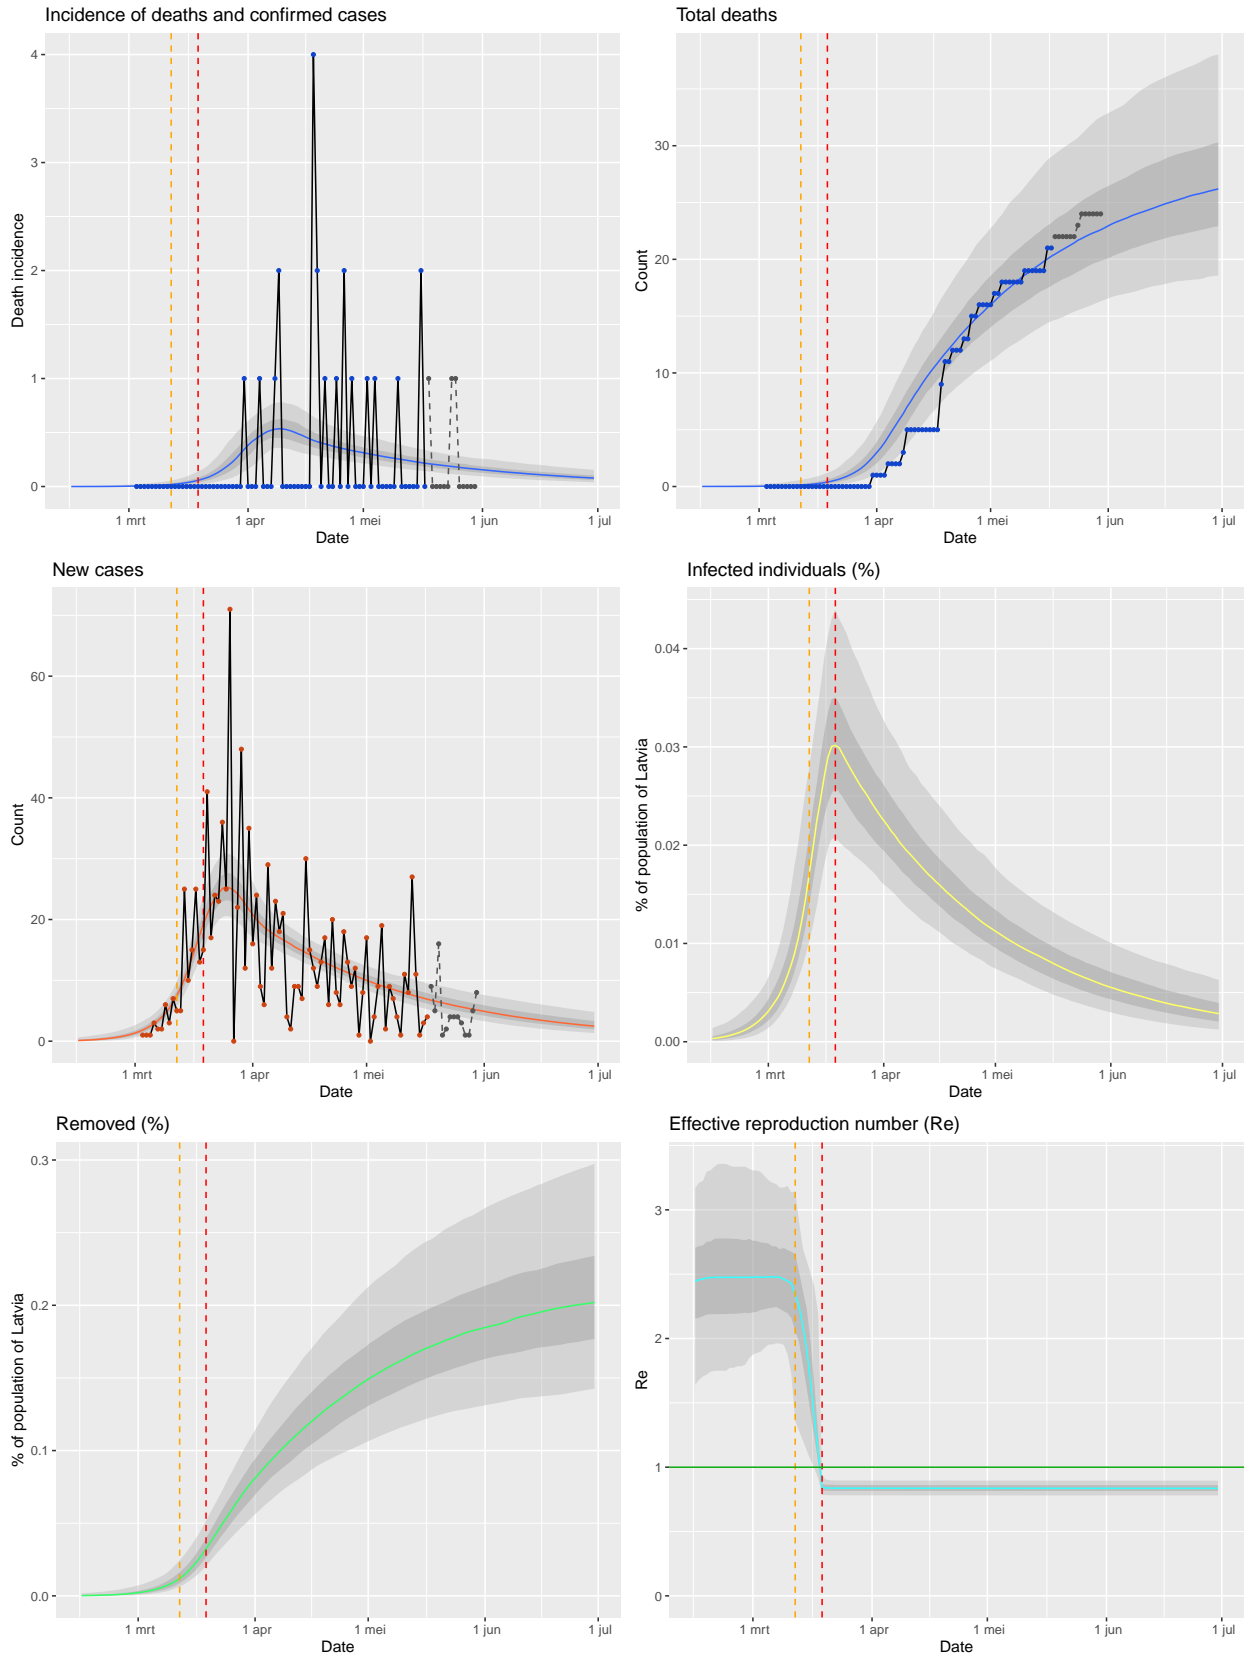 Incidence of deaths and confirmed cases
Death incidence
4
3
2
1
0
1 mrt
1 apr
1 mei
1 jun
1 jul
Date
Total deaths
Count
30
20
10
0
1 mrt
1 apr
1 mei
1 jun
1 jul
Date
New cases
Count
60
40
20
0
1 mrt
1 apr
1 mei
1 jun
1 jul
Date
Infected individuals (%)
% of population of Latvia
0.04
0.03
0.02
0.01
0.00
1 mrt
1 apr
1 mei
1 jun
1 jul
Date
Removed (%)
% of population of Latvia
0.3
0.2
0.1
0.0
1 mrt
1 apr
1 mei
1 jun
1 jul
Date
Effective reproduction number (Re)
Re
3
2
1
0
1 mrt
1 apr
1 mei
1 jun
1 jul
Date